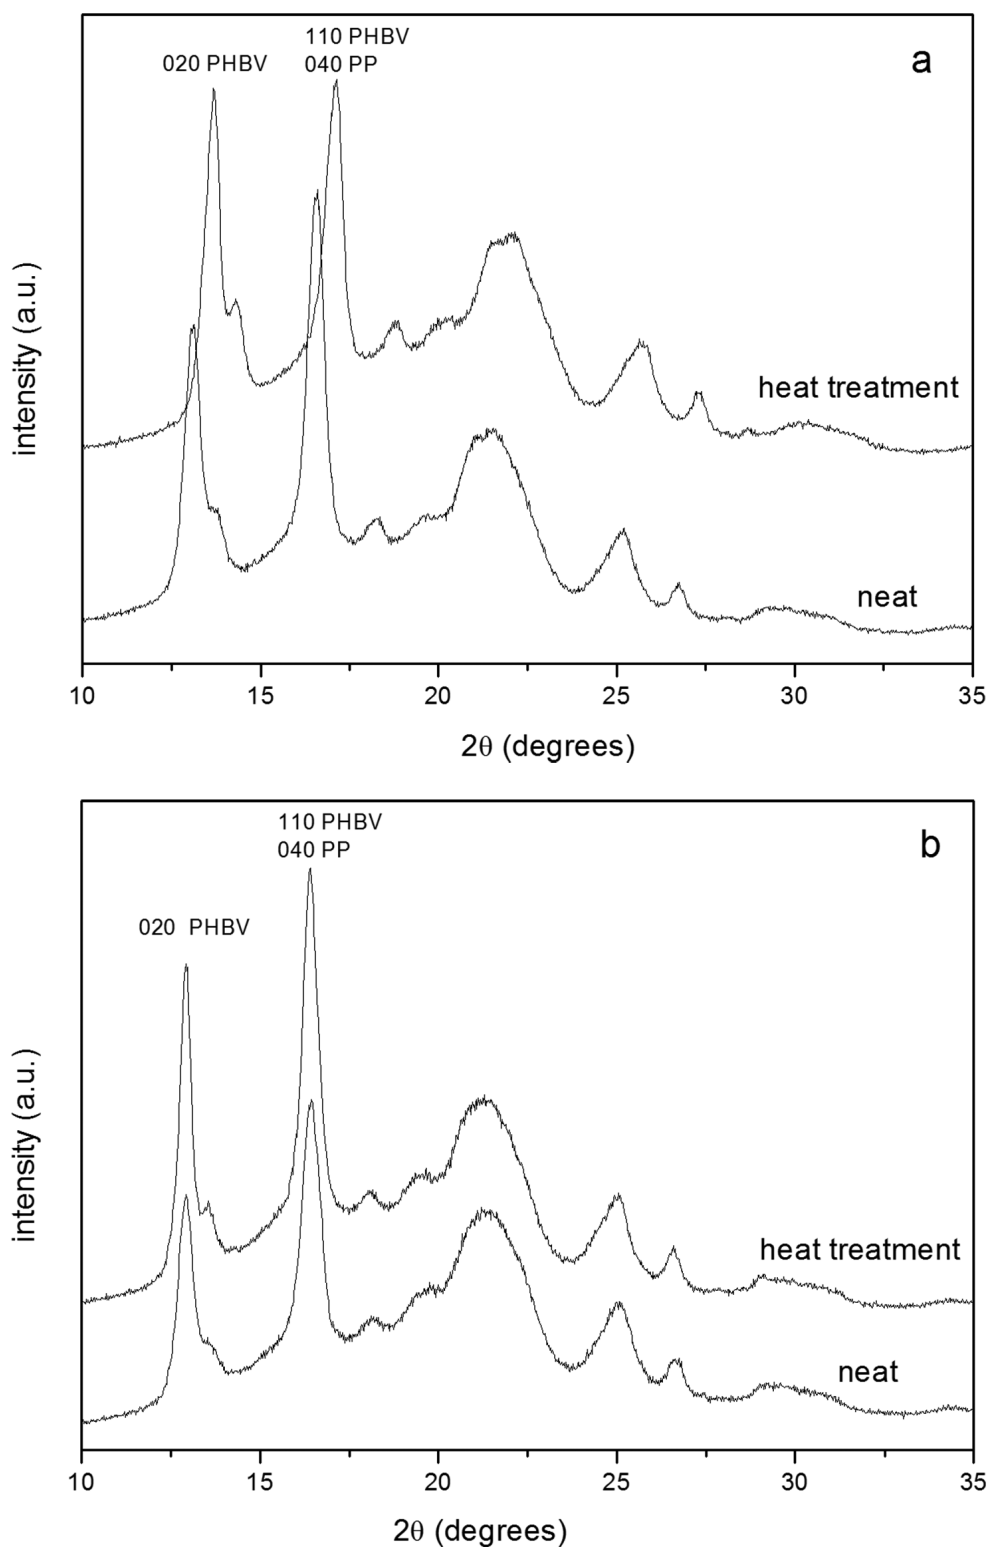 a
110 PHBV
020 PHBV
040 PP
heat treatment
neat
intensity (a.u.)
10 15 20 25 30 35
2θ (degrees)
b
110 PHBV
040 PP
020 PHBV
heat treatment
neat
intensity (a.u.)
10 15 20 25 30 35
2θ (degrees)